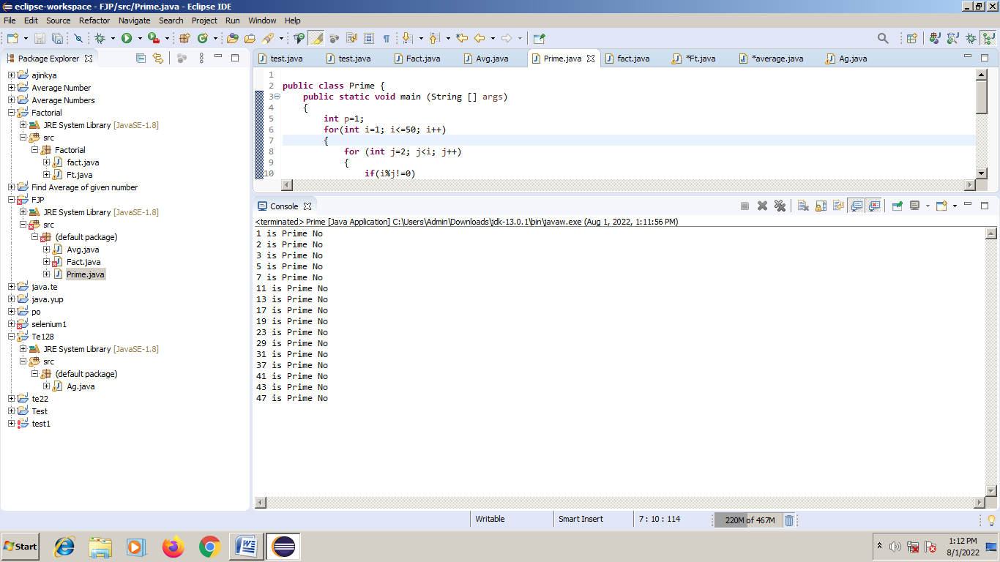 eclipse-workspace - FJP/src/Prime.java - Eclipse IDE
File Edit Source Refactor Navigate Search Project Run Window Help
Package Explorer
ajinkya
Average Number
Average Numbers
Factorial
JRE System Library [JavaSE-1.8]
src
Factorial
fact.java
Ft.java
Find Average of given number
FJP
JRE System Library [JavaSE-1.8]
src
(default package)
Avg.java
Fact.java
Prime.java
java.te
java.yup
po
selenium1
Te128
JRE System Library [JavaSE-1.8]
src
(default package)
Ag.java
te22
Test
test1
test.java test.java Fact.java Avg.java Prime.java fact.java *Ft.java *average.java Ag.java
1
2 public class Prime {
3 public static void main (String [] args)
4 {
5 int p=1;
6 for(int i=1; i<=50; i++)
7 {
8 for (int j=2; j<i; j++)
9 {
10 if(i%j!=0)
Console
<terminated> Prime [Java Application] C:\Users\Admin\Downloads\jdk-13.0.1\bin\javaw.exe (Aug 1, 2022, 1:11:56 PM)
1 is Prime No
2 is Prime No
3 is Prime No
5 is Prime No
7 is Prime No
11 is Prime No
13 is Prime No
17 is Prime No
19 is Prime No
23 is Prime No
29 is Prime No
31 is Prime No
37 is Prime No
41 is Prime No
43 is Prime No
47 is Prime No
Writable Smart Insert 7 : 10 : 114 220M of 467M
Start
1:12 PM
8/1/2022